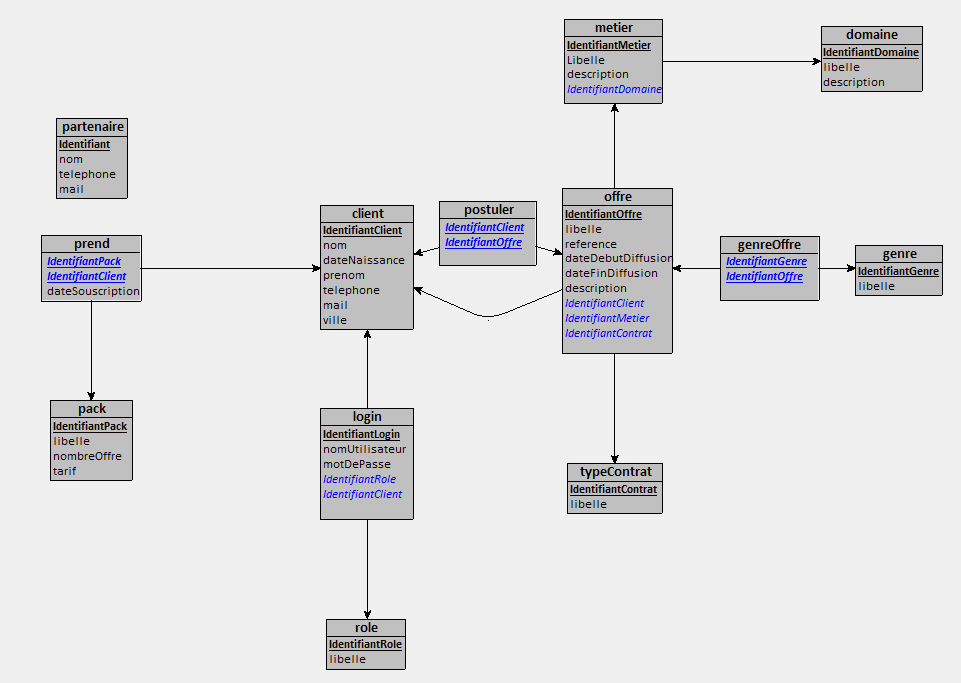 metier
IdentifiantMetier
Libelle
description
IdentifiantDomaine
domaine
IdentifiantDomaine
libelle
description
partenaire
Identifiant
nom
telephone
mail
client
IdentifiantClient
nom
dateNaissance
prenom
telephone
mail
ville
postuler
IdentifiantClient
IdentifiantOffre
offre
IdentifiantOffre
libelle
reference
dateDebutDiffusion
dateFinDiffusion
description
IdentifiantClient
IdentifiantMetier
IdentifiantContrat
genreOffre
IdentifiantGenre
IdentifiantOffre
genre
IdentifiantGenre
libelle
prend
IdentifiantPack
IdentifiantClient
dateSouscription
pack
IdentifiantPack
libelle
nombreOffre
tarif
login
IdentifiantLogin
nomUtilisateur
motDePasse
IdentifiantRole
IdentifiantClient
typeContrat
IdentifiantContrat
libelle
role
IdentifiantRole
libelle